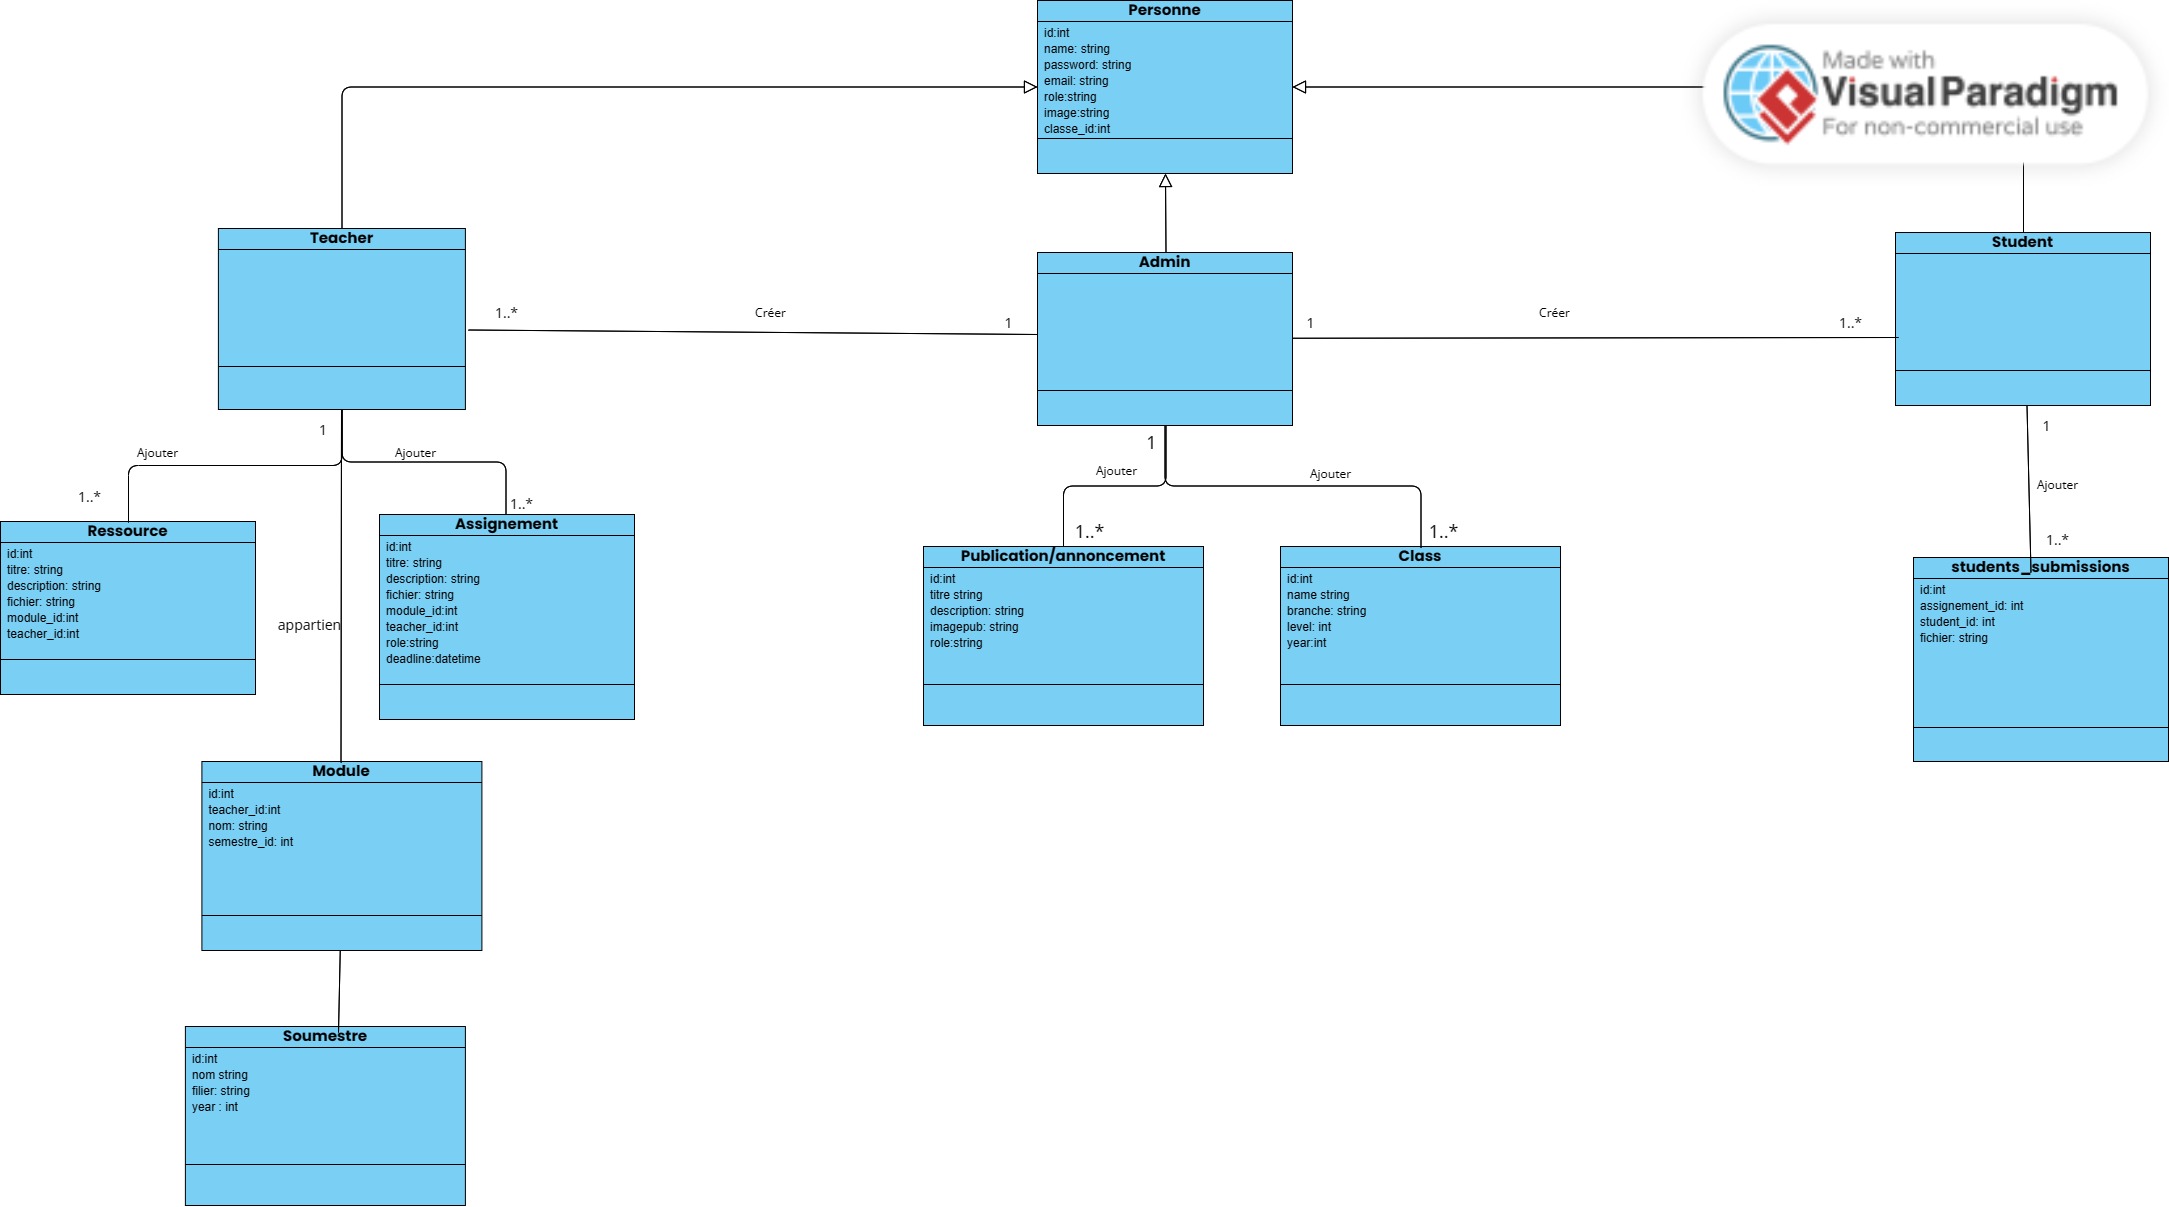 Personne
id:int
name: string
password: string
email: string
role:string
image:string
classe_id:int
Made with
Visual Paradigm
For non-commercial use
Teacher
Admin
Student
1..*
Créer
1
1
Créer
1..*
1
Ajouter
Ajouter
1..*
1..*
1
Ajouter
Ajouter
1..*
1..*
1
Ajouter
1..*
Ressource
id:int
titre: string
description: string
fichier: string
module_id:int
teacher_id:int
appartien
Assignement
id:int
titre: string
description: string
fichier: string
module_id:int
teacher_id:int
role:string
deadline:datetime
Publication/annoncement
id:int
titre string
description: string
imagepub: string
role:string
Class
id:int
name string
branche: string
level: int
year:int
students_submissions
id:int
assignement_id: int
student_id: int
fichier: string
Module
id:int
teacher_id:int
nom: string
semestre_id: int
Soumestre
id:int
nom string
filier: string
year : int